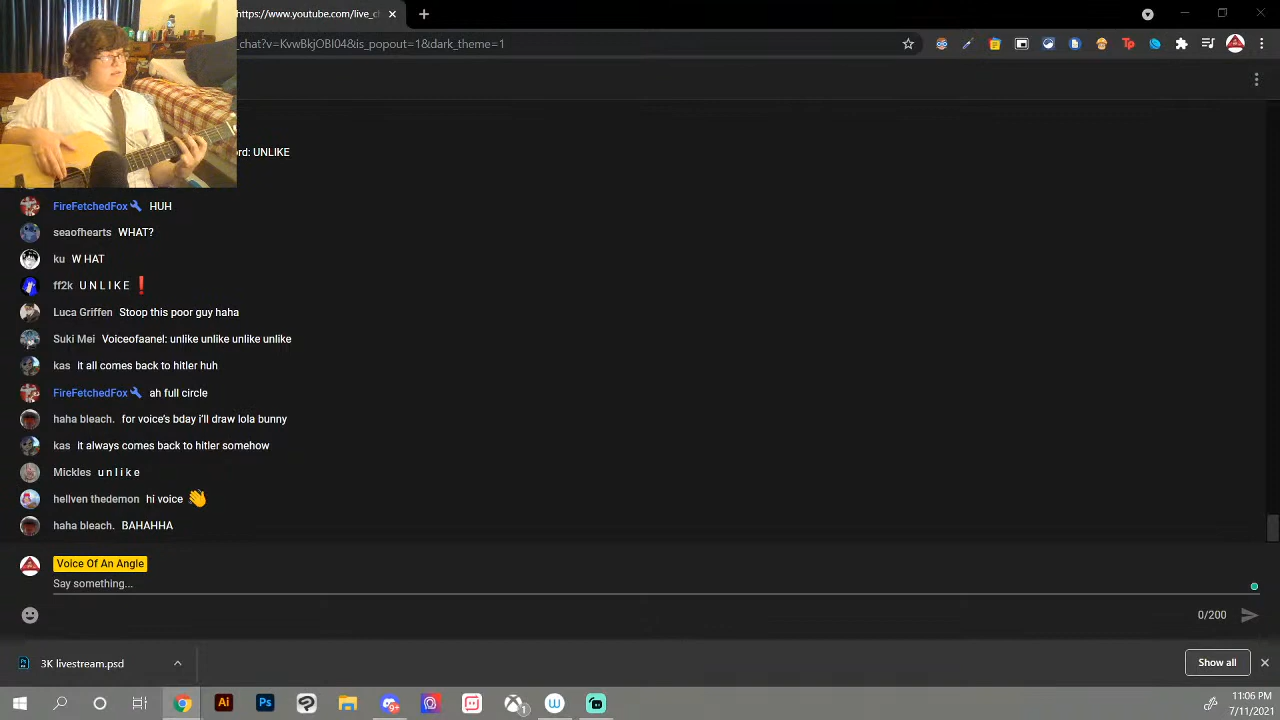 https://www.youtube.com/live_c
chat?v=KvwBkjOBI04&is_popout=1&dark_theme=1
rd: UNLIKE
FireFetchedFox HUH
seaofhearts WHAT?
ku W HAT
ff2k U N L I K E ❗
Luca Griffen Stoop this poor guy haha
Suki Mei Voiceofaanel: unlike unlike unlike unlike
kas it all comes back to hitler huh
FireFetchedFox ah full circle
haha bleach. for voice's bday i'll draw lola bunny
kas it always comes back to hitler somehow
Mickles u n l i k e
hellven thedemon hi voice 👋
haha bleach. BAHAHHA
Voice Of An Angle
Say something...
0/200
3K livestream.psd
Show all
Ai
Ps
11:06 PM
7/11/2021